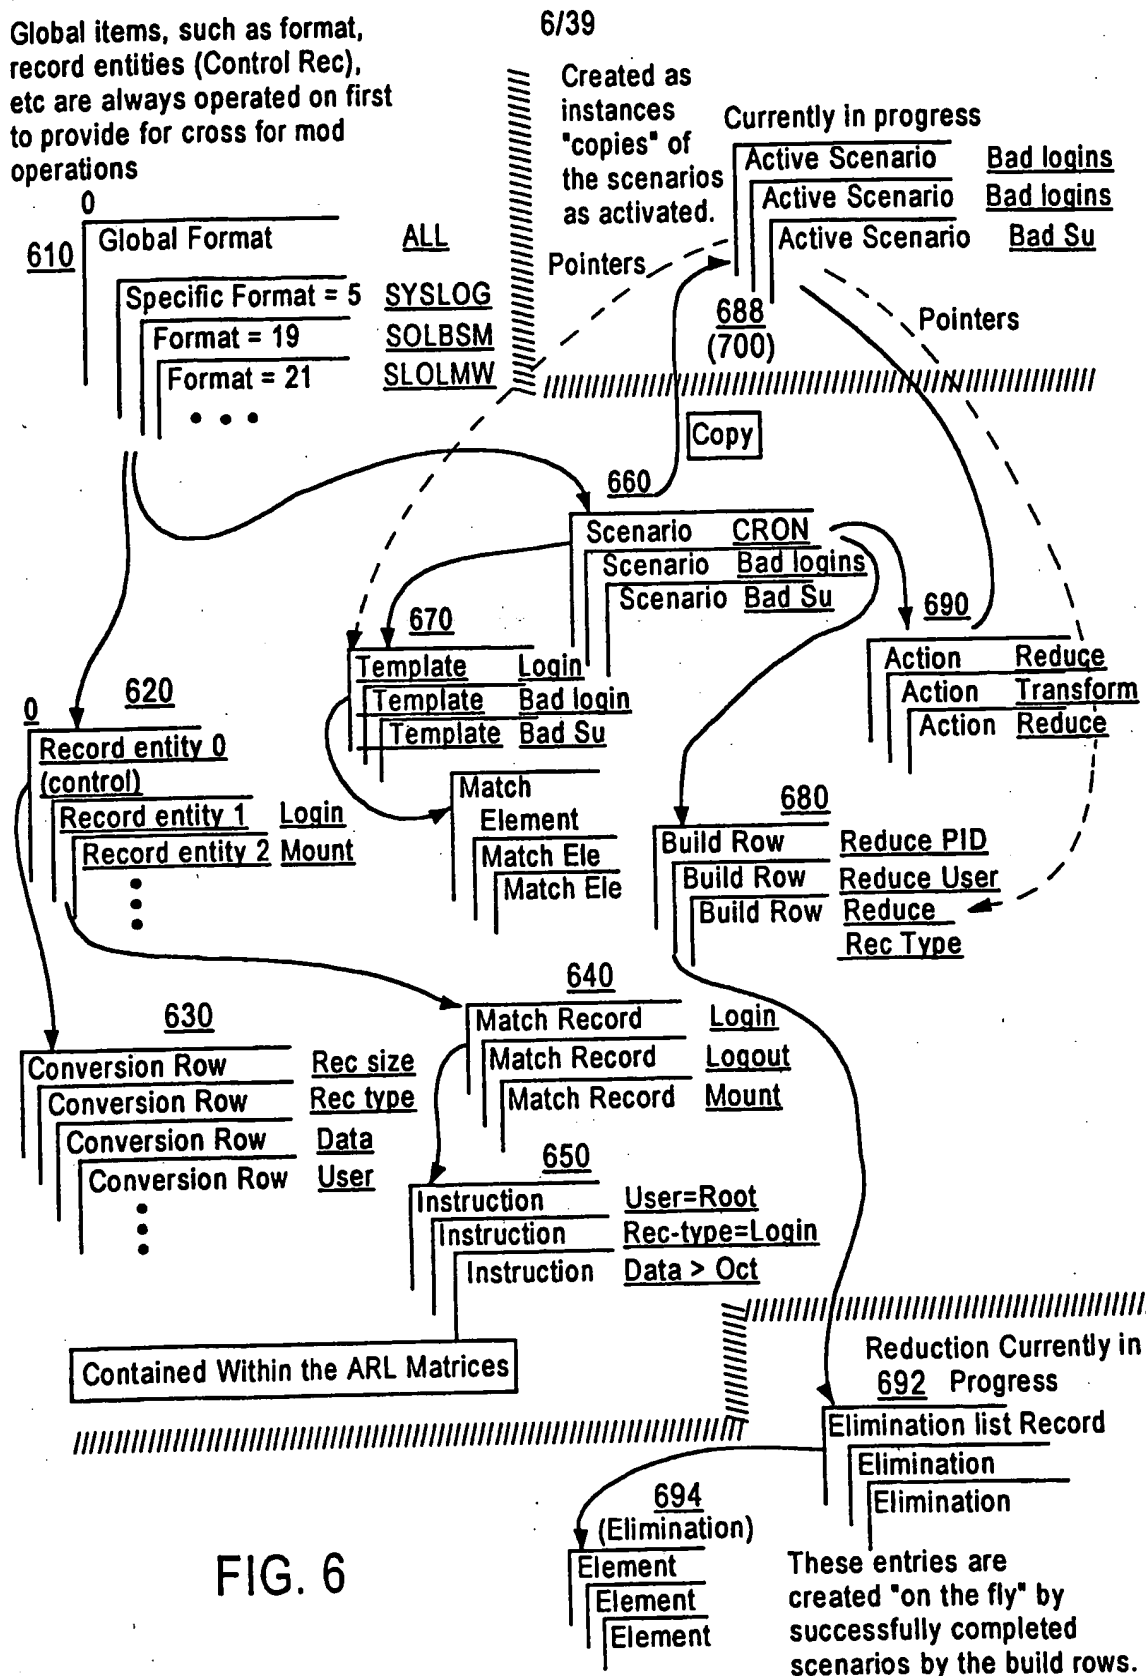 6/39
Global items, such as format,
record entities (Control Rec),
etc are always operated on first
to provide for cross for mod
operations
Created as
instances
"copies" of
the scenarios
as activated.
Currently in progress
Active Scenario Bad logins
Active Scenario Bad logins
Active Scenario Bad Su
Pointers
688
(700)
Pointers
0
610
Global Format ALL
Specific Format = 5 SYSLOG
Format = 19 SOLBSM
Format = 21 SLOLMW
Copy
660
Scenario CRON
Scenario Bad logins
Scenario Bad Su
670
Template Login
Template Bad login
Template Bad Su
690
Action Reduce
Action Transform
Action Reduce
0
620
Record entity 0
(control)
Record entity 1 Login
Record entity 2 Mount
Match
Element
Match Ele
Match Ele
680
Build Row Reduce PID
Build Row Reduce User
Build Row Reduce
Rec Type
630
Conversion Row Rec size
Conversion Row Rec type
Conversion Row Data
Conversion Row User
640
Match Record Login
Match Record Logout
Match Record Mount
650
Instruction User=Root
Instruction Rec-type=Login
Instruction Data > Oct
Contained Within the ARL Matrices
Reduction Currently in
692 Progress
Elimination list Record
Elimination
Elimination
694
(Elimination)
Element
Element
Element
These entries are
created "on the fly" by
successfully completed
scenarios by the build rows.
FIG. 6